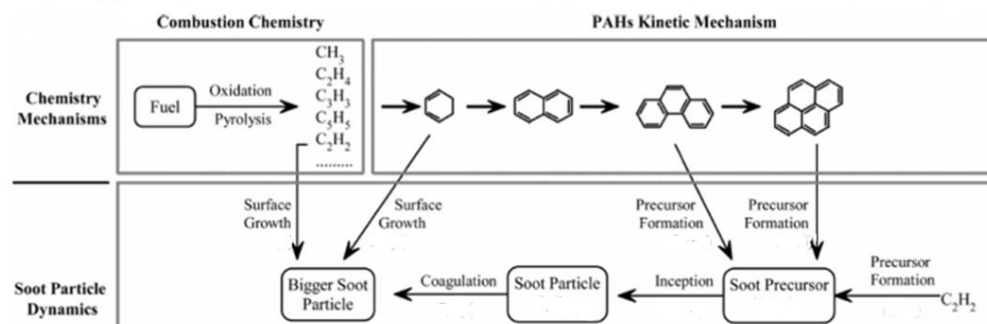 Combustion Chemistry
PAHs Kinetic Mechanism
Chemistry
Mechanisms
Fuel
Oxidation
Pyrolysis
CH₃
C₂H₄
C₃H₃
C₅H₅
C₂H₂
.........
Surface
Growth
Surface
Growth
Precursor
Formation
Precursor
Formation
Soot Particle
Dynamics
Bigger Soot
Particle
Coagulation
Soot Particle
Inception
Soot Precursor
Precursor
Formation
C₂H₂